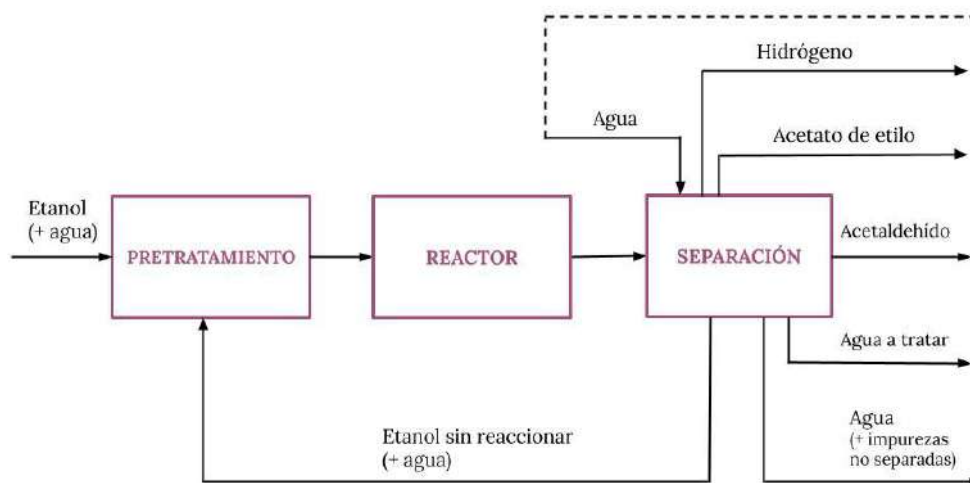 Hidrógeno
Agua
Acetato de etilo
Etanol
(+ agua)
PRETRATAMIENTO
REACTOR
SEPARACIÓN
Acetaldehído
Agua a tratar
Etanol sin reaccionar
(+ agua)
Agua
(+ impurezas
no separadas)